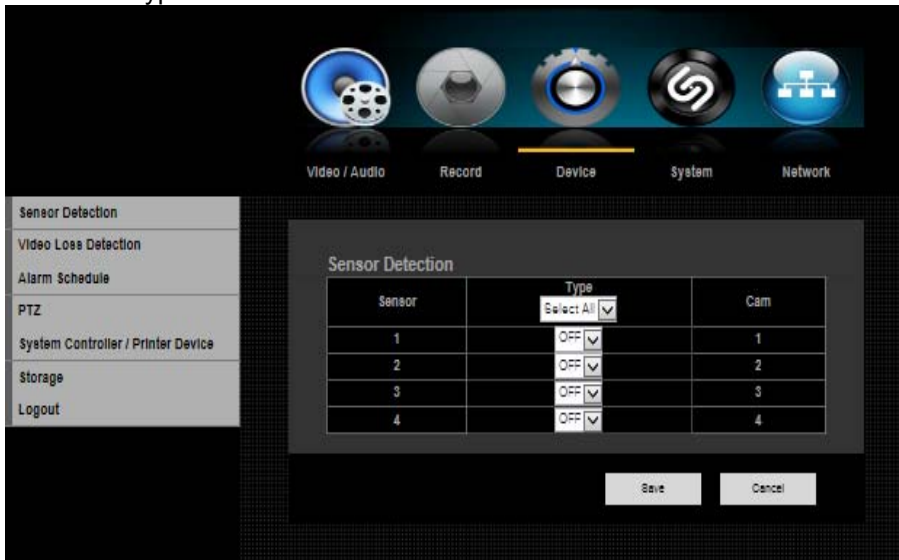 Video / Audio Record Device System Network
Sensor Detection
Video Loss Detection
Alarm Schedule
PTZ
System Controller / Printer Device
Storage
Logout
Sensor Detection
Sensor Type Cam
Select All
1 OFF 1
2 OFF 2
3 OFF 3
4 OFF 4
Save Cancel